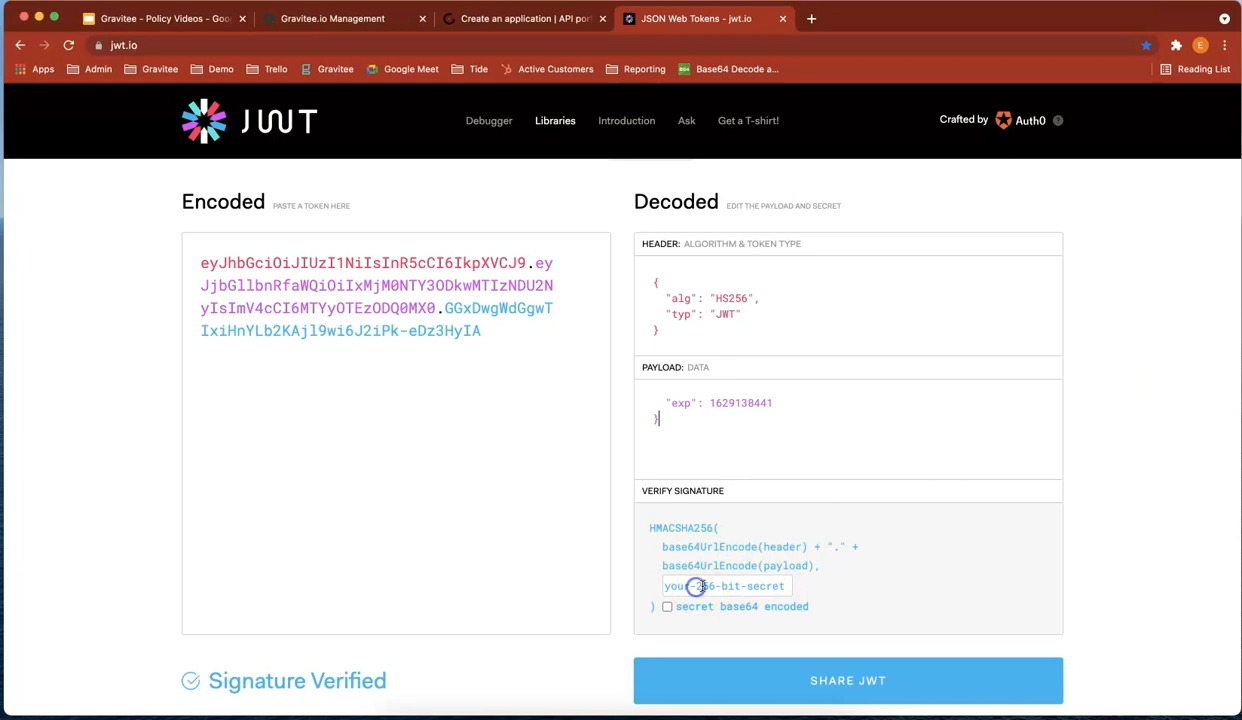 Gravitee - Policy Videos - Goo
Gravitee.io Management
Create an application | API por
JSON Web Tokens - jwt.io
jwt.io
E
Apps
Admin
Gravitee
Demo
Trello
Gravitee
Google Meet
Tide
Active Customers
Reporting
Base64 Decode a...
Reading List
JWT
Debugger
Libraries
Introduction
Ask
Get a T-shirt!
Crafted by
Auth0
?
Encoded PASTE A TOKEN HERE
Decoded EDIT THE PAYLOAD AND SECRET
eyJhbGciOiJIUzI1NiIsInR5cCI6IkpXVCJ9.ey
JjbGllbnRfaWQiOiIxMjM0NTY3ODkwMTIzNDU2N
yIsImV4cCI6MTYyOTEzODQ0MX0.GGxDwgWdGgwT
IxiHnYLb2KAjl9wi6J2iPk-eDz3HyIA
HEADER: ALGORITHM & TOKEN TYPE
{
"alg": "HS256",
"typ": "JWT"
}
PAYLOAD: DATA
"exp": 1629138441
}
VERIFY SIGNATURE
HMACSHA256(
base64UrlEncode(header) + "." +
base64UrlEncode(payload),
your-256-bit-secret
) secret base64 encoded
Signature Verified
SHARE JWT